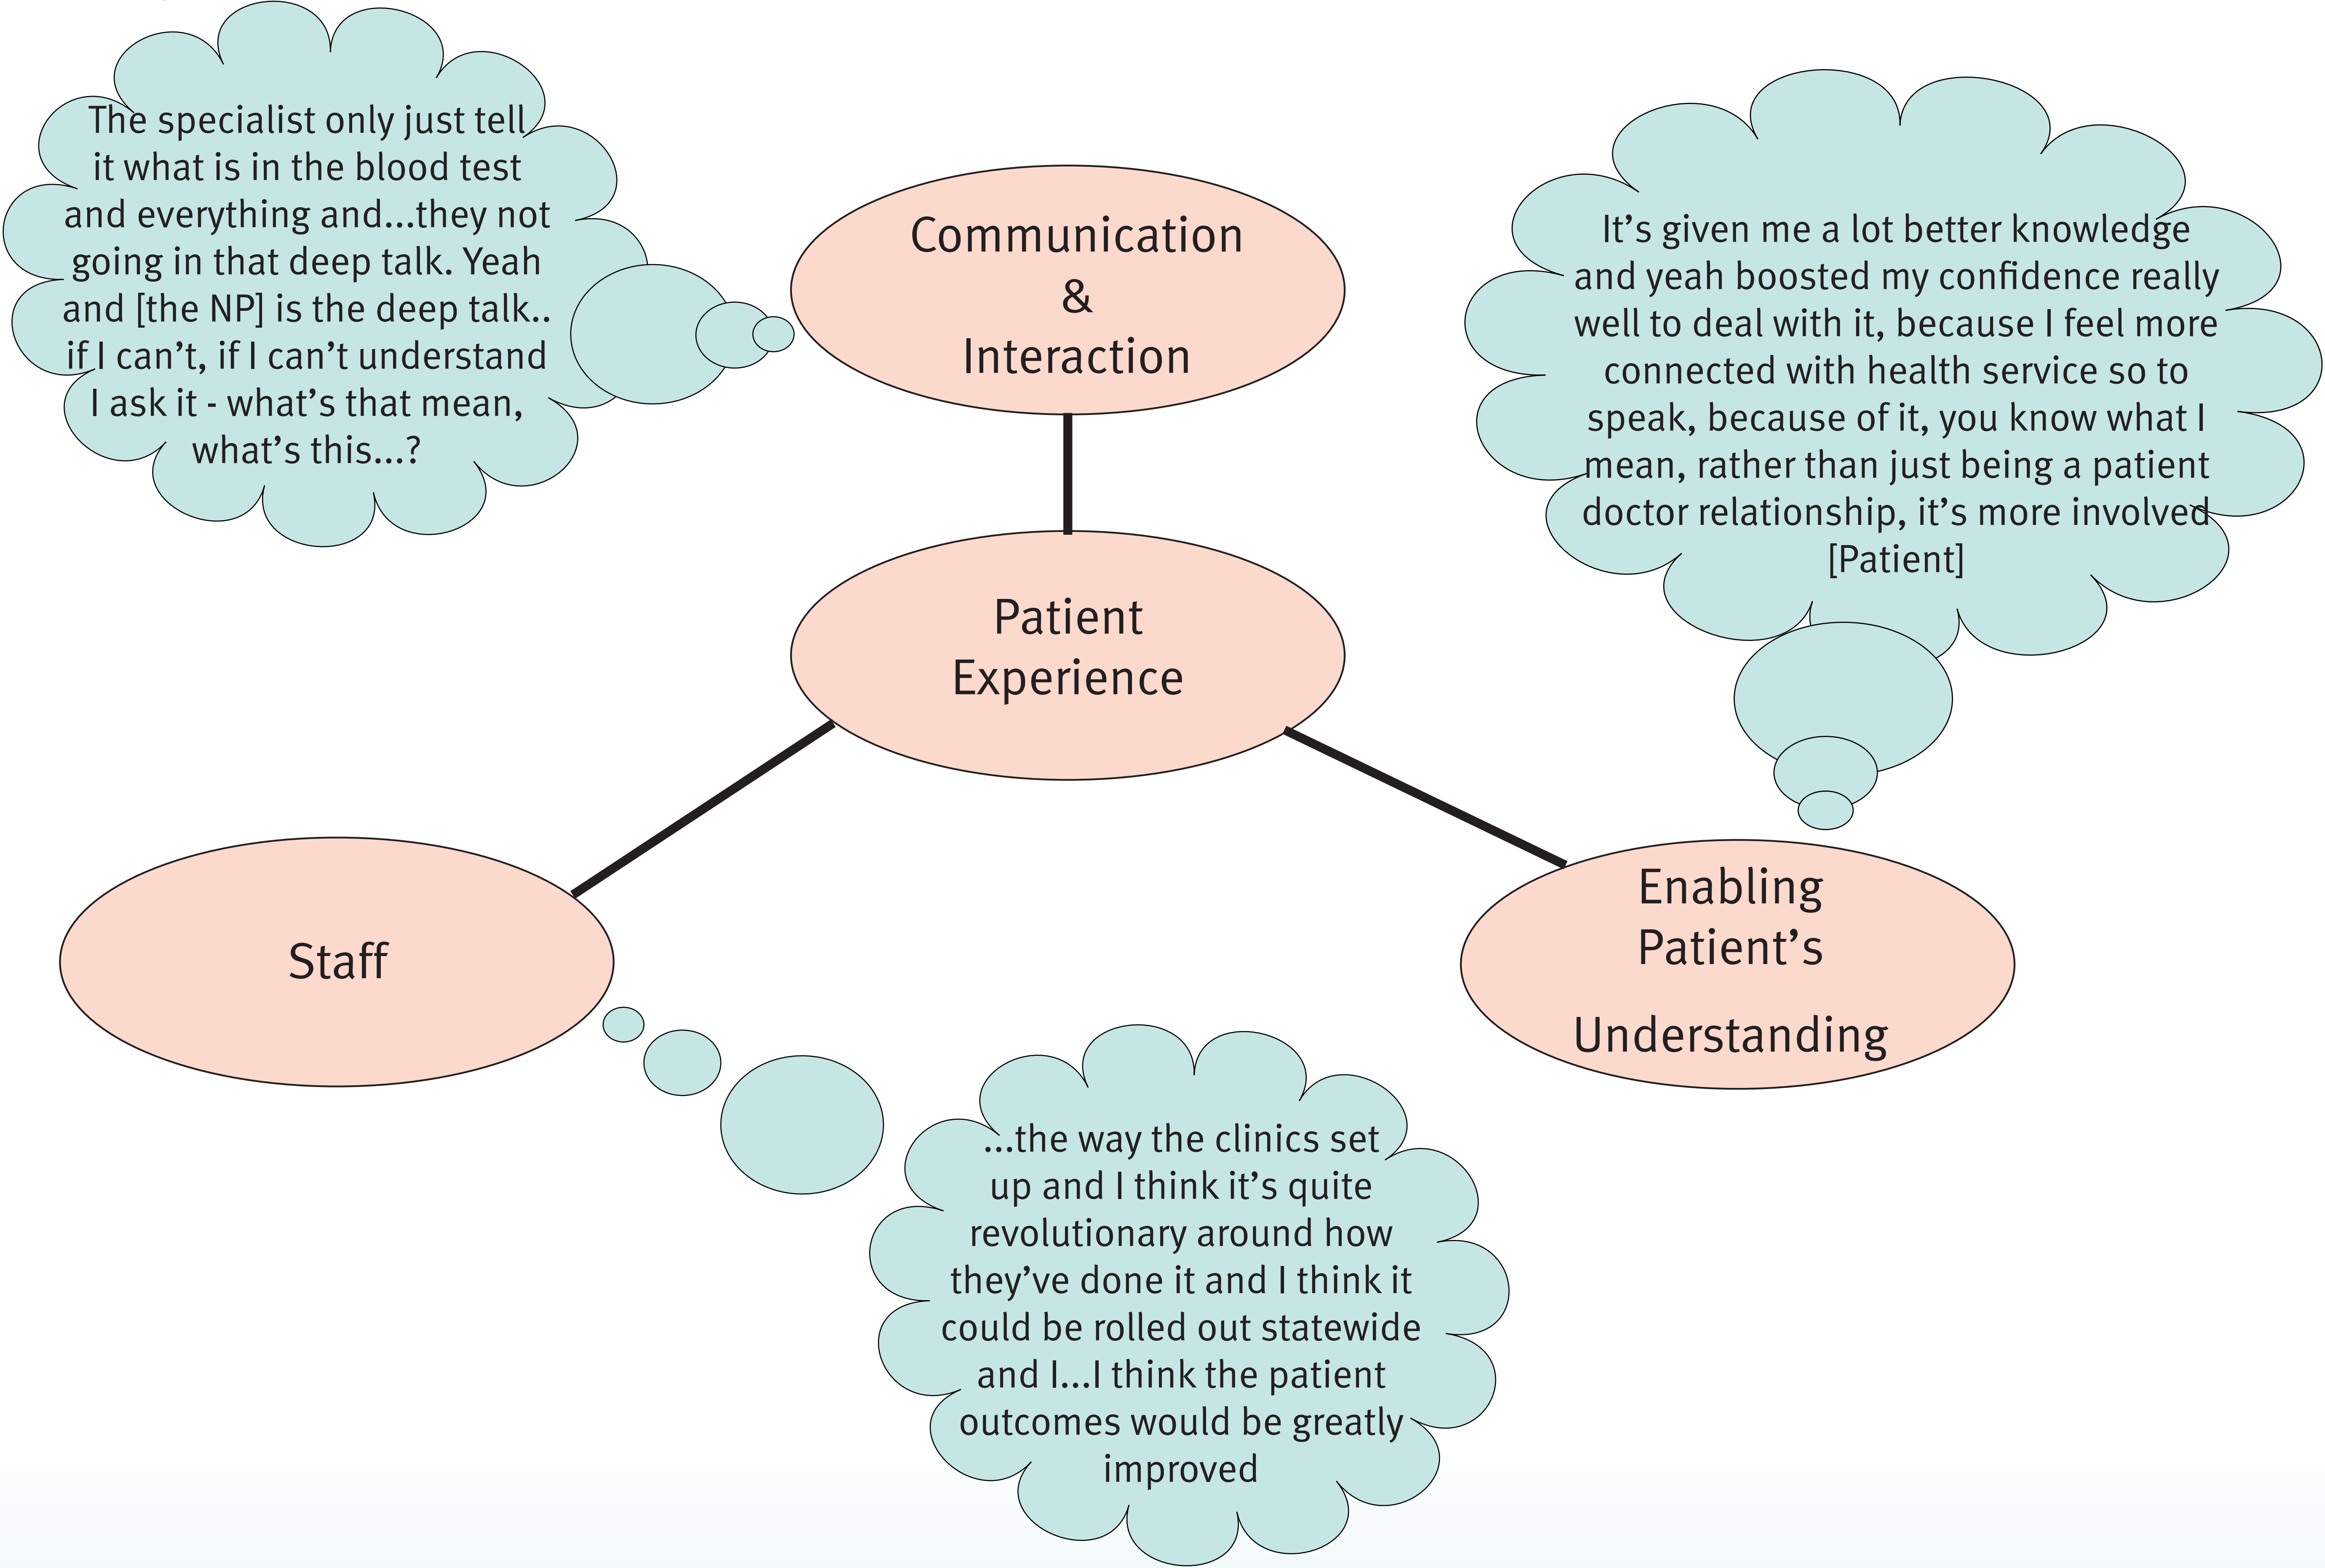 The specialist only just tell
it what is in the blood test
and everything and...they not
going in that deep talk. Yeah
and [the NP] is the deep talk..
if I can't, if I can't understand
I ask it - what's that mean,
what's this...?
Communication
&
Interaction
It's given me a lot better knowledge
and yeah boosted my confidence really
well to deal with it, because I feel more
connected with health service so to
speak, because of it, you know what I
mean, rather than just being a patient
doctor relationship, it's more involved
[Patient]
Patient
Experience
Staff
Enabling
Patient's
Understanding
...the way the clinics set
up and I think it's quite
revolutionary around how
they've done it and I think it
could be rolled out statewide
and I...I think the patient
outcomes would be greatly
improved